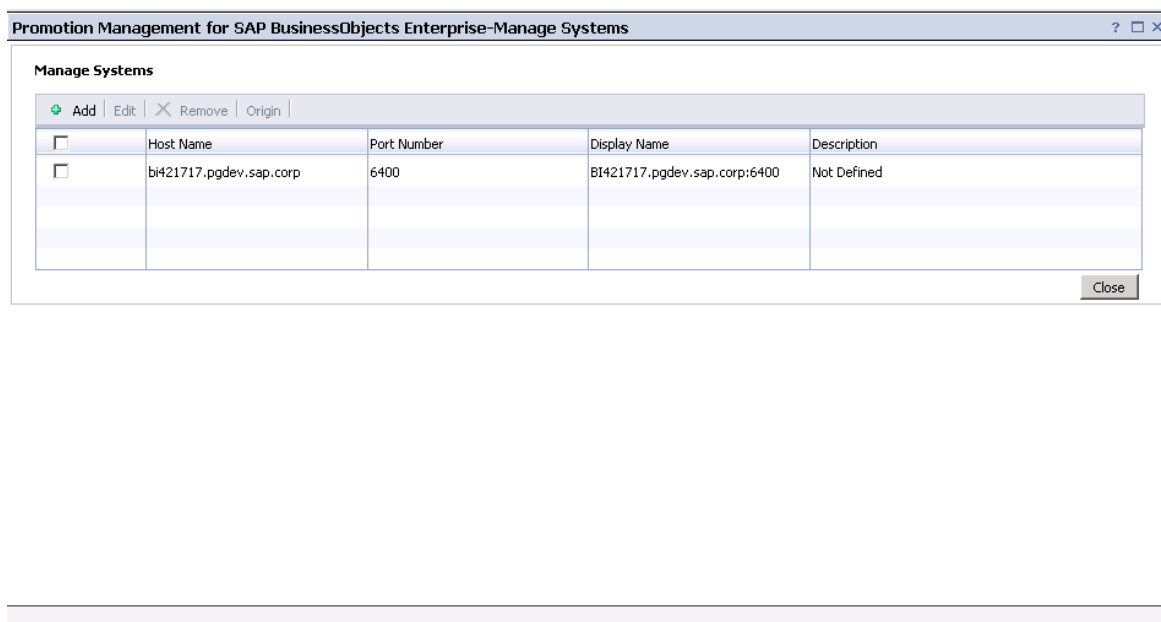 Promotion Management for SAP BusinessObjects Enterprise-Manage Systems ?
Manage Systems
Add Edit Remove Origin
Host Name Port Number Display Name Description
bi421717.pgdev.sap.corp 6400 BI421717.pgdev.sap.corp:6400 Not Defined
Close